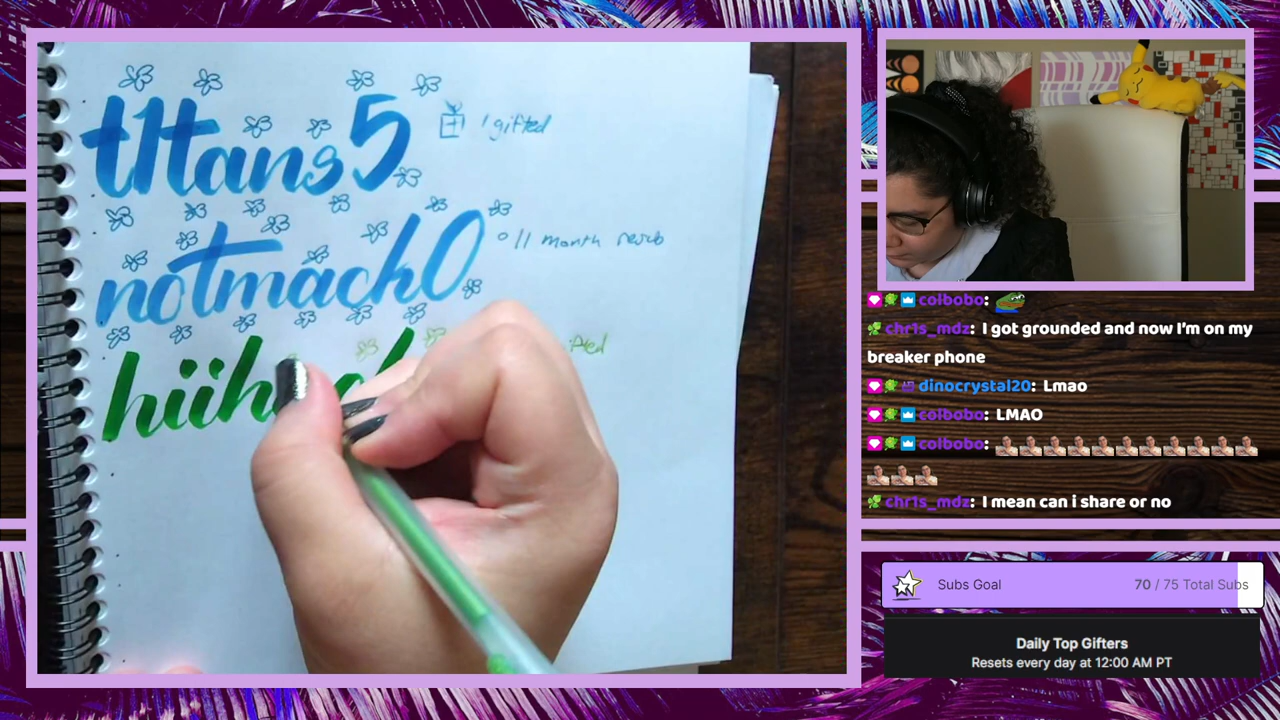 t1tans5
1 gifted
notmach0
11 month resub
colbobo:
chr1s_mdz: I got grounded and now I'm on my
breaker phone
dinocrystal20: Lmao
colbobo: LMAO
colbobo:
chr1s_mdz: I mean can i share or no
Subs Goal 70 / 75 Total Subs
Daily Top Gifters
Resets every day at 12:00 AM PT